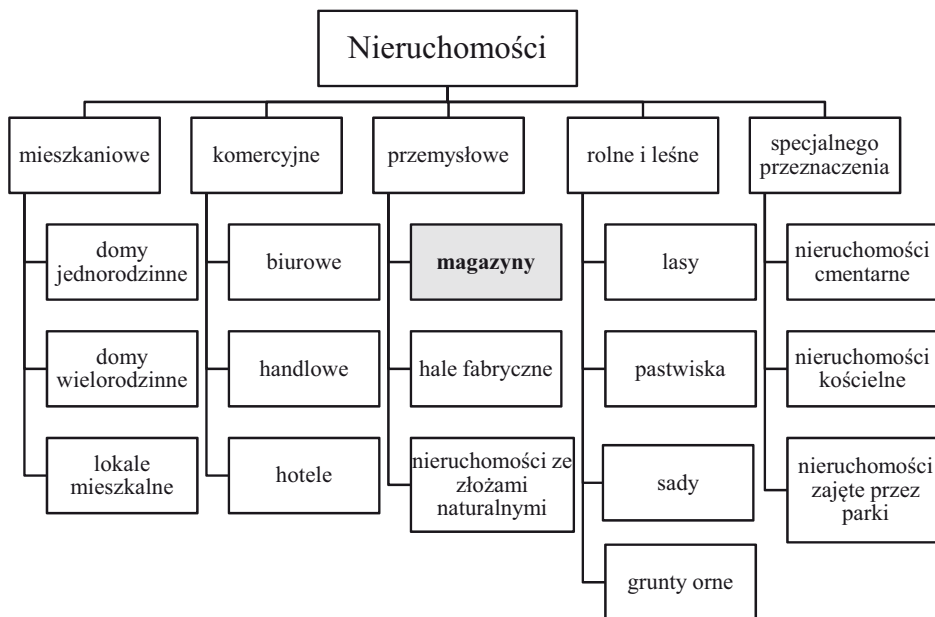 Nieruchomości
mieszkaniowe
komercyjne
przemysłowe
rolne i leśne
specjalnego
przeznaczenia
domy
jednorodzinne
domy
wielorodzinne
lokale
mieszkalne
biurowe
handlowe
hotele
magazyny
hale fabryczne
nieruchomości ze
złożami
naturalnymi
lasy
pastwiska
sady
grunty orne
nieruchomości
cmentarne
nieruchomości
kościelne
nieruchomości
zajęte przez
parki